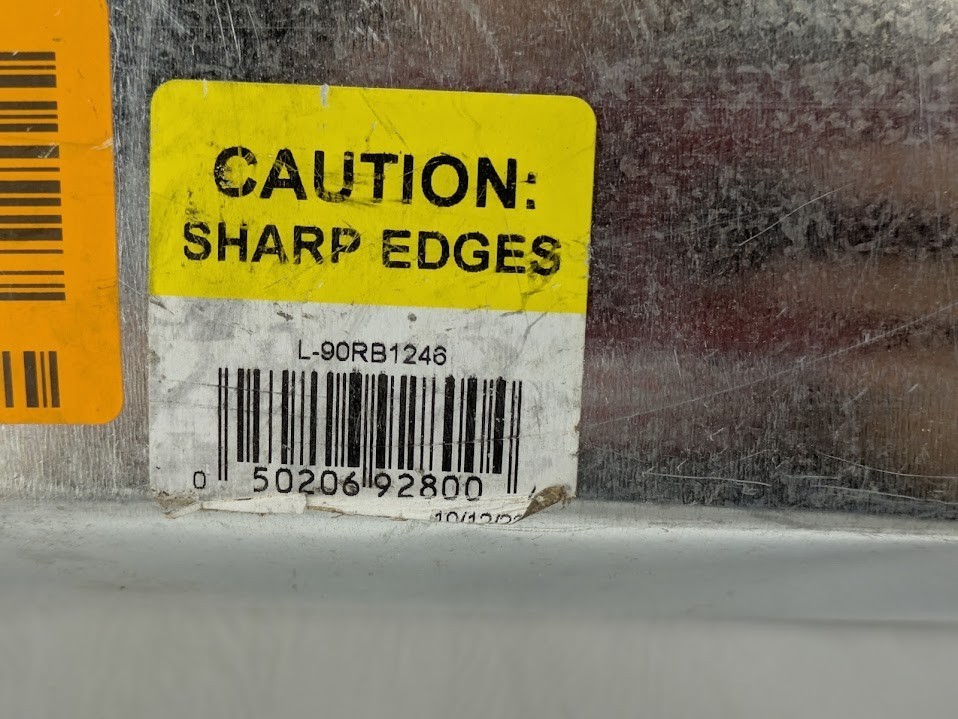 CAUTION:
SHARP EDGES
L-90RB1246
0 50206 92800